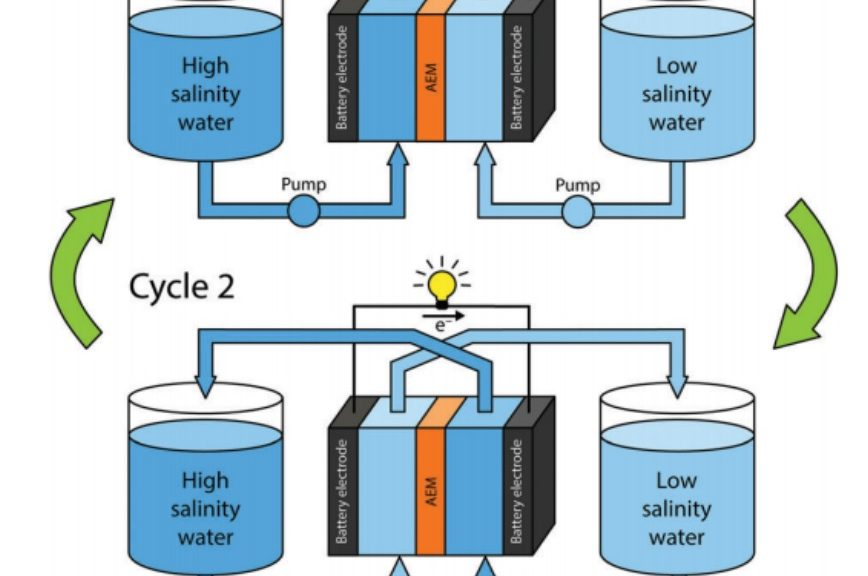 High
salinity
water
Battery electrode
AEM
Battery electrode
Low
salinity
water
Pump
Pump
Cycle 2
e⁻
High
salinity
water
Battery electrode
AEM
Battery electrode
Low
salinity
water